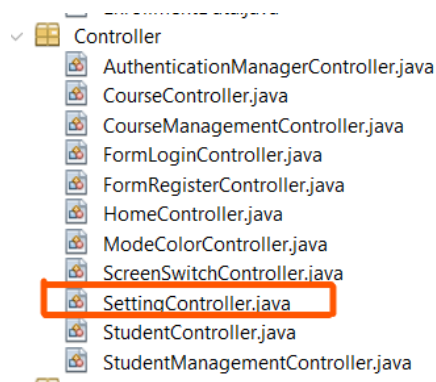 Controller
AuthenticationManagerController.java
CourseController.java
CourseManagementController.java
FormLoginController.java
FormRegisterController.java
HomeController.java
ModeColorController.java
ScreenSwitchController.java
SettingController.java
StudentController.java
StudentManagementController.java